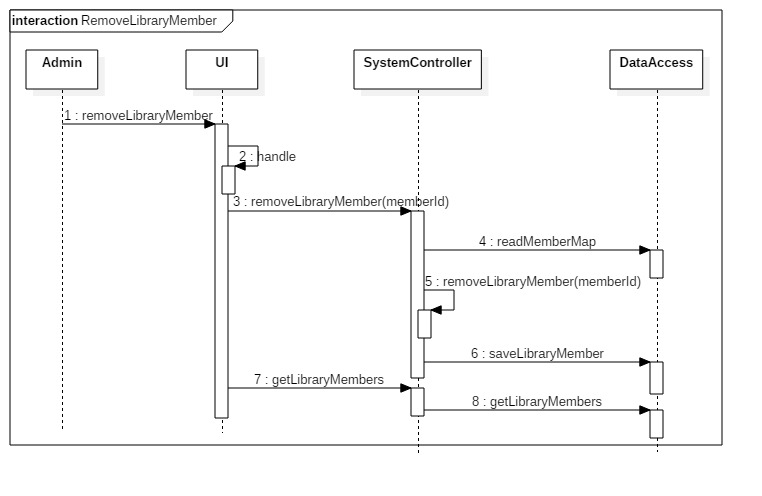 interaction RemoveLibraryMember
Admin
UI
SystemController
DataAccess
1 : removeLibraryMember
2 : handle
3 : removeLibraryMember(memberId)
4 : readMemberMap
5 : removeLibraryMember(memberId)
6 : saveLibraryMember
7 : getLibraryMembers
8 : getLibraryMembers